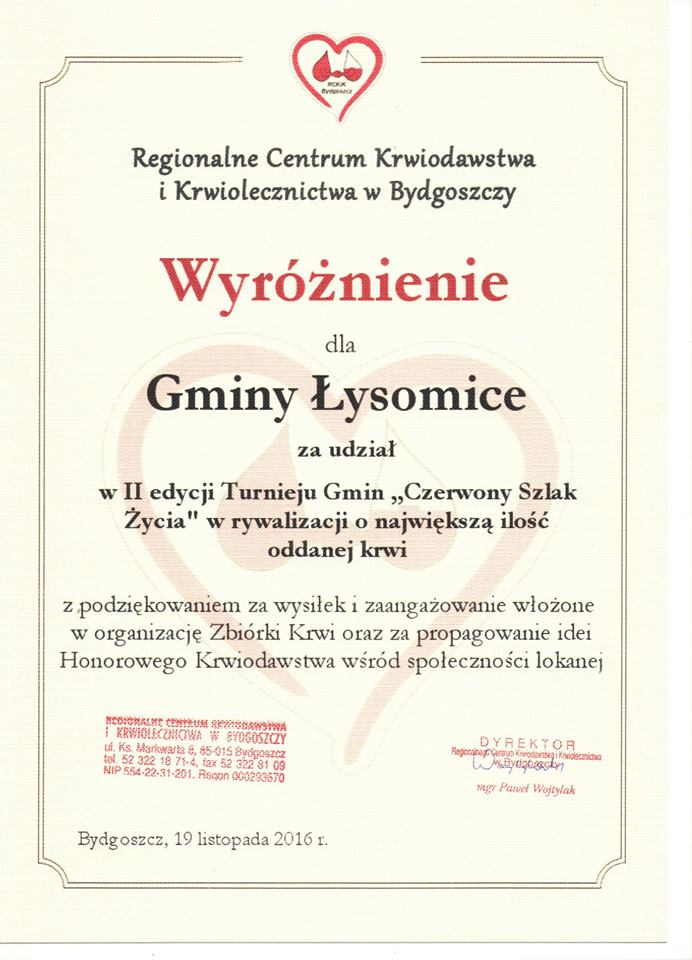 RCKiK
Bydgoszcz
Regionalne Centrum Krwiodawstwa
i Krwiolecznictwa w Bydgoszczy
Wyróżnienie
dla
Gminy Łysomice
za udział
w II edycji Turnieju Gmin „Czerwony Szlak
Życia" w rywalizacji o największą ilość
oddanej krwi
z podziękowaniem za wysiłek i zaangażowanie włożone
w organizację Zbiórki Krwi oraz za propagowanie idei
Honorowego Krwiodawstwa wśród społeczności lokanej
REGIONALNE CENTRUM KRWIODAWSTWA
I KRWIOLECZNICTWA W BYDGOSZCZY
ul. Ks. Markwarta 8, 85-015 Bydgoszcz
tel. 52 322 18 71-4, fax 52 322 81 09
NIP 554-22-31-201. Regon 000293670
DYREKTOR
Regionalnego Centrum Krwiodawstwa i Krwiolecznictwa
w Bydgoszczy
mgr Paweł Wojtylak
Bydgoszcz, 19 listopada 2016 r.